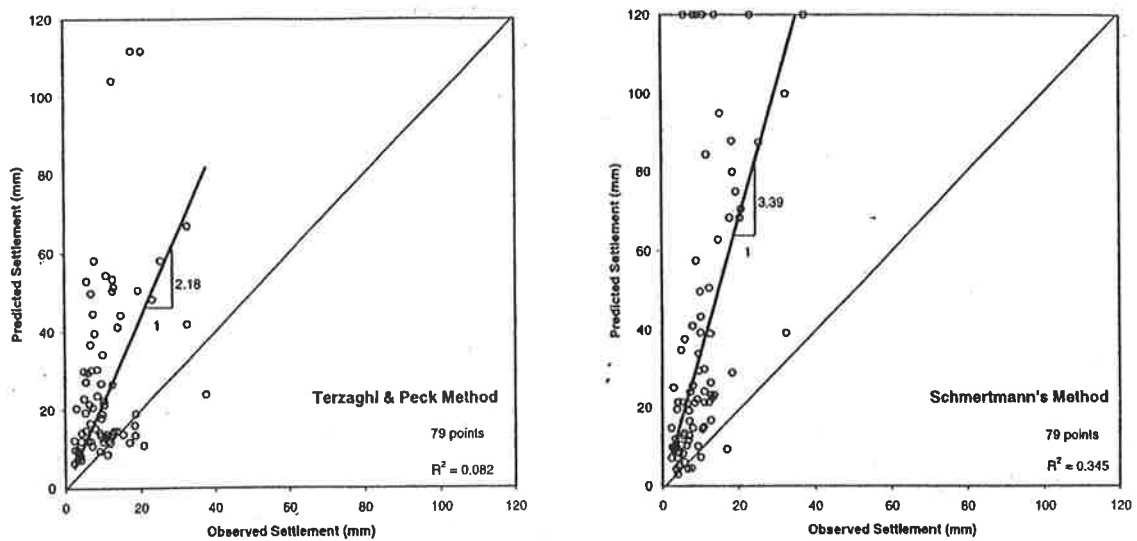 120
100
80
60
40
20
0
Predicted Settlement (mm)
2.18
1
Terzaghi & Peck Method
79 points
R² = 0.082
0 20 40 60 80 100 120
Observed Settlement (mm)
120
100
80
60
40
20
0
Predicted Settlement (mm)
3.39
1
Schmertmann's Method
79 points
R² = 0.345
0 20 40 60 80 100 120
Observed Settlement (mm)